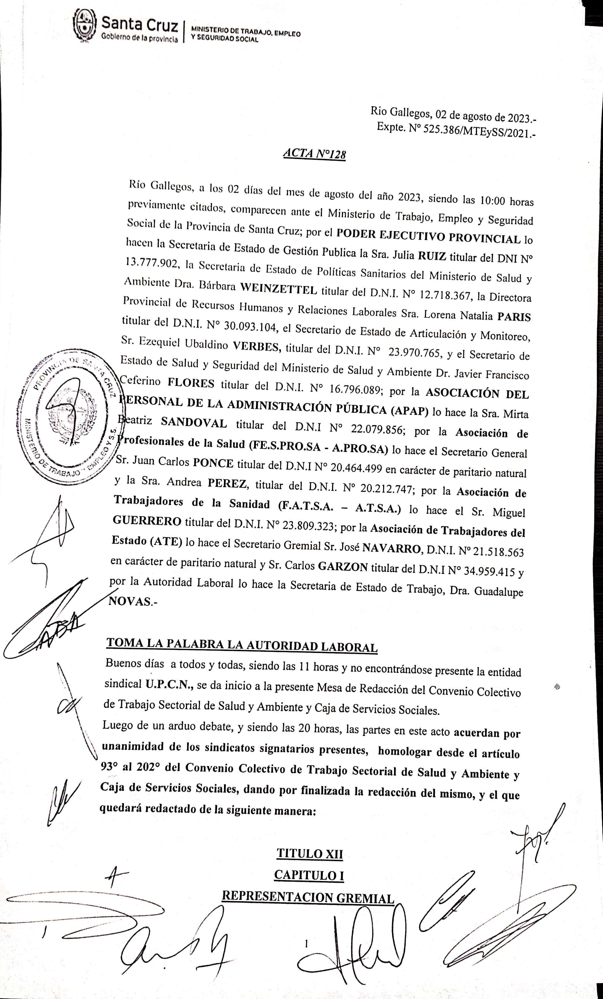 Santa Cruz
Gobierno de la provincia
MINISTERIO DE TRABAJO, EMPLEO
Y SEGURIDAD SOCIAL
Rio Gallegos, 02 de agosto de 2023.-
Expte. Nº 525.386/MTEySS/2021.-
ACTA N°128
Río Gallegos, a los 02 días del mes de agosto del año 2023, siendo las 10:00 horas
previamente citados, comparecen ante el Ministerio de Trabajo, Empleo y Seguridad
Social de la Provincia de Santa Cruz; por el PODER EJECUTIVO PROVINCIAL lo
hacen la Secretaria de Estado de Gestión Publica la Sra. Julia RUIZ titular del DNI Nº
13.777.902, la Secretaria de Estado de Políticas Sanitarios del Ministerio de Salud y
Ambiente Dra. Bárbara WEINZETTEL titular del D.N.I. N° 12.718.367, la Directora
Provincial de Recursos Humanos y Relaciones Laborales Sra. Lorena Natalia PARIS
titular del D.N.I. N° 30.093.104, el Secretario de Estado de Articulación y Monitoreo,
Sr. Ezequiel Ubaldino VERBES, titular del D.N.I. N° 23.970.765, y el Secretario de
Estado de Salud y Seguridad del Ministerio de Salud y Ambiente Dr. Javier Francisco
Ceferino FLORES titular del D.N.I. N° 16.796.089; por la ASOCIACIÓN DEL
PERSONAL DE LA ADMINISTRACIÓN PÚBLICA (APAP) lo hace la Sra. Mirta
Beatriz SANDOVAL titular del D.N.I N° 22.079.856; por la Asociación de
Profesionales de la Salud (FE.S.PRO.SA - A.PRO.SA) lo hace el Secretario General
Sr. Juan Carlos PONCE titular del D.N.I N° 20.464.499 en carácter de paritario natural
y la Sra. Andrea PEREZ, titular del D.N.I. Nº 20.212.747; por la Asociación de
Trabajadores de la Sanidad (F.A.T.S.A. – A.T.S.A.) lo hace el Sr. Miguel
GUERRERO titular del D.N.I. N° 23.809.323; por la Asociación de Trabajadores del
Estado (ATE) lo hace el Secretario Gremial Sr. José NAVARRO, D.N.I. Nº 21.518.563
en carácter de paritario natural y Sr. Carlos GARZON titular del D.N.I N° 34.959.415 y
por la Autoridad Laboral lo hace la Secretaria de Estado de Trabajo, Dra. Guadalupe
NOVAS.-
PROVINCIA DE SANTA CRUZ
MINISTERIO DE TRABAJO EMPLEO Y S.S.
TOMA LA PALABRA LA AUTORIDAD LABORAL
Buenos días a todos y todas, siendo las 11 horas y no encontrándose presente la entidad
sindical U.P.C.N., se da inicio a la presente Mesa de Redacción del Convenio Colectivo
de Trabajo Sectorial de Salud y Ambiente y Caja de Servicios Sociales.
Luego de un arduo debate, y siendo las 20 horas, las partes en este acto acuerdan por
unanimidad de los sindicatos signatarios presentes, homologar desde el artículo
93° al 202° del Convenio Colectivo de Trabajo Sectorial de Salud y Ambiente y
Caja de Servicios Sociales, dando por finalizada la redacción del mismo, y el que
quedará redactado de la siguiente manera:
TITULO XII
CAPITULO I
REPRESENTACION GREMIAL
1